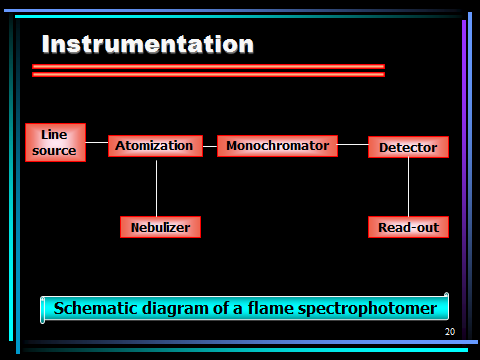 Instrumentation
Line
source
Atomization
Monochromator
Detector
Nebulizer
Read-out
Schematic diagram of a flame spectrophotomer
20